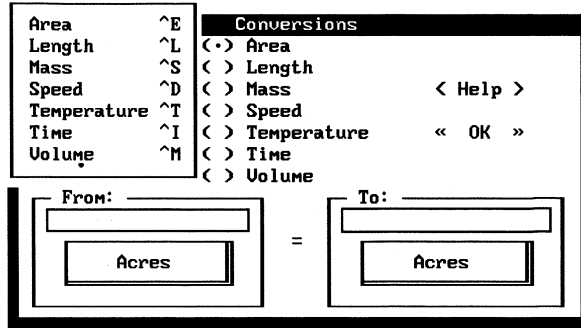 Conversions
Area ^E
Length ^L
Mass ^S
Speed ^D
Temperature ^T
Time ^I
Volume ^M
(·) Area
( ) Length
( ) Mass
( ) Speed
( ) Temperature
( ) Time
( ) Volume
< Help >
« OK »
From:
Acres
=
To:
Acres